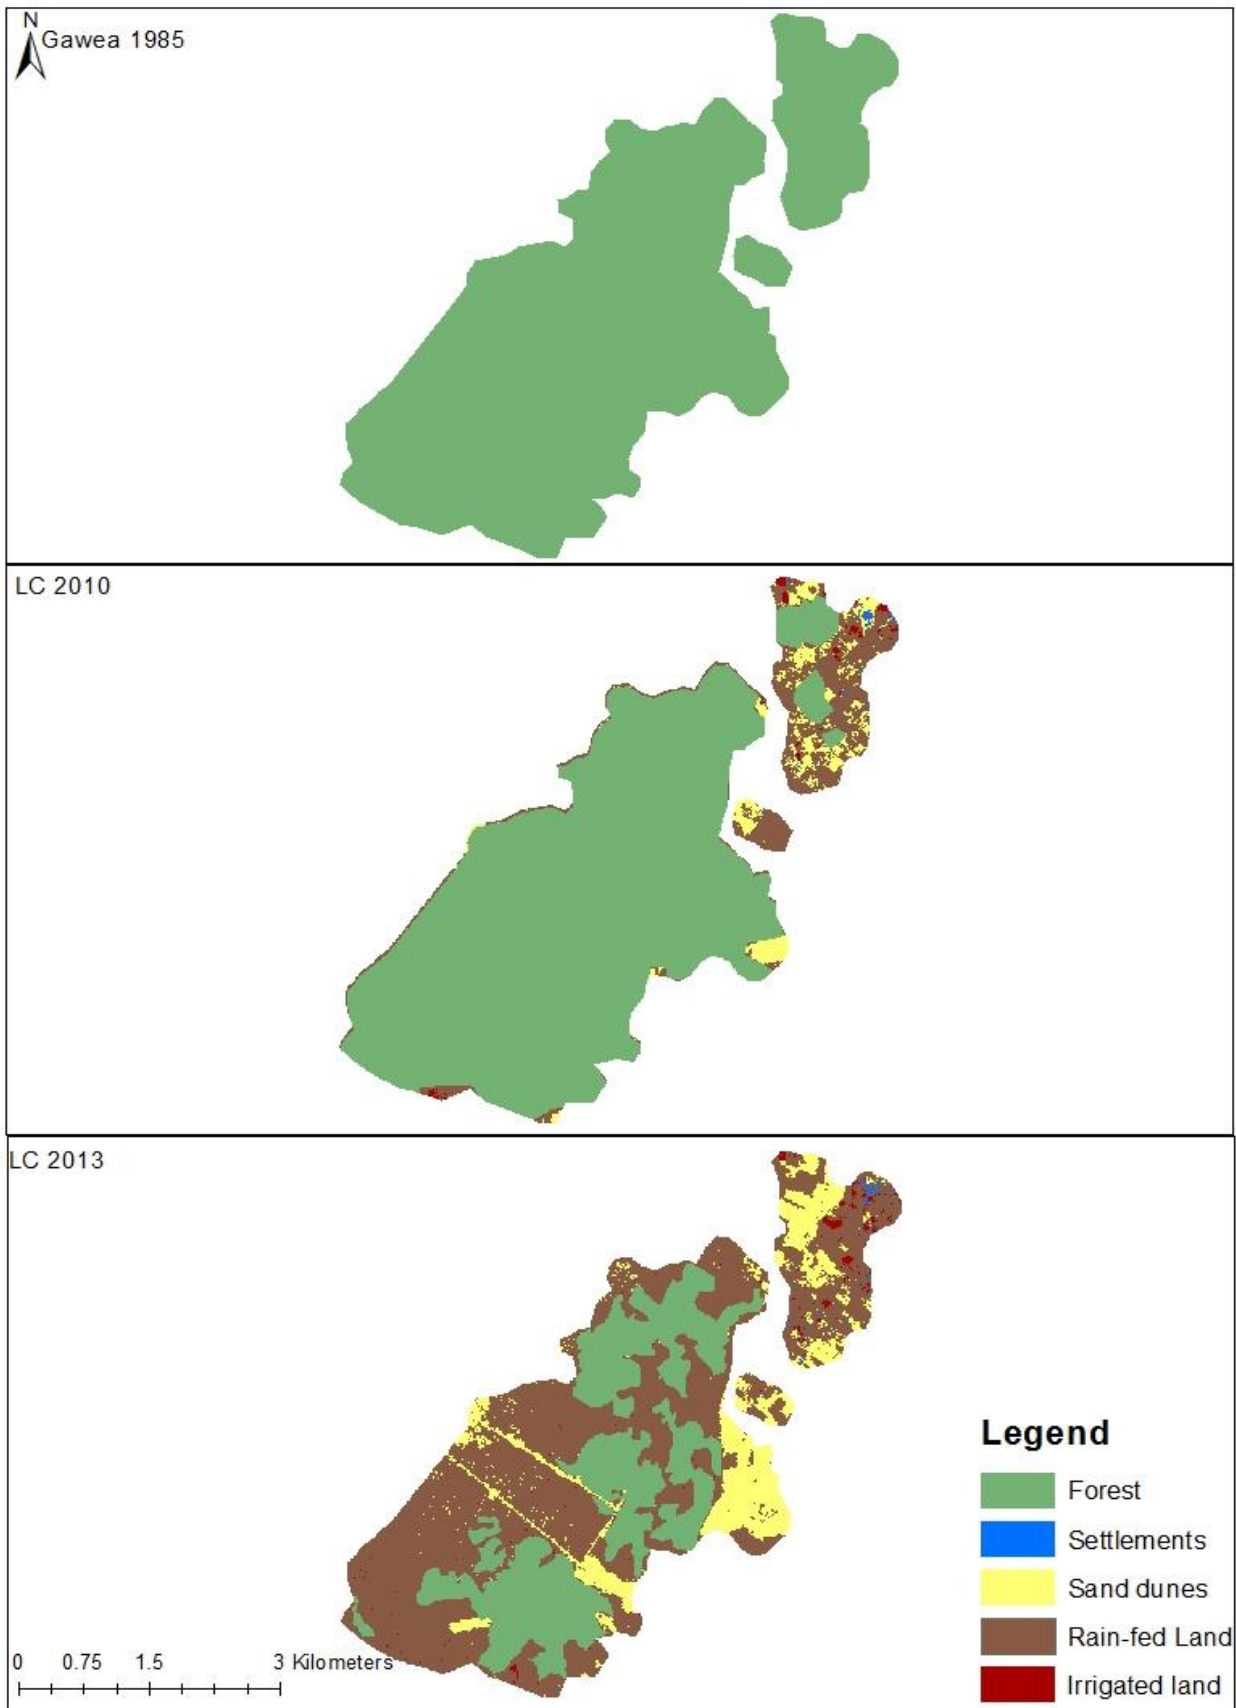 N
Gawea 1985
LC 2010
LC 2013
Legend
Forest
Settlements
Sand dunes
Rain-fed Land
Irrigated land
0 0.75 1.5 3 Kilometers